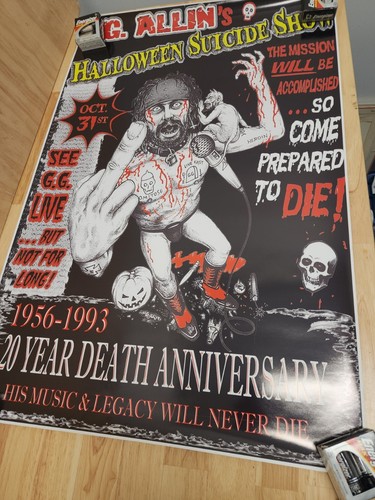 G. ALLIN'S
HALLOWEEN SUICIDE SHOW
THE MISSION
WILL BE
ACCOMPLISHED
...SO
COME
PREPARED
TO DIE!
OCT.
31ST
SEE
G.G.
LIVE
...BUT
NOT FOR
LONG!
HEROIN
1956-1993
20 YEAR DEATH ANNIVERSARY
HIS MUSIC & LEGACY WILL NEVER DIE